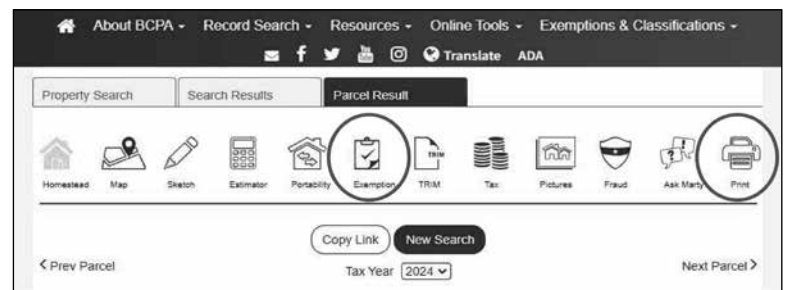 About BCPA Record Search Resources Online Tools Exemptions & Classifications
Translate ADA
Property Search Search Results Parcel Result
TRIM
Homestead Map Sketch Estimator Portability Exemption TRIM Tax Pictures Fraud Ask Marty Print
Copy Link New Search
< Prev Parcel Tax Year 2024 Next Parcel >